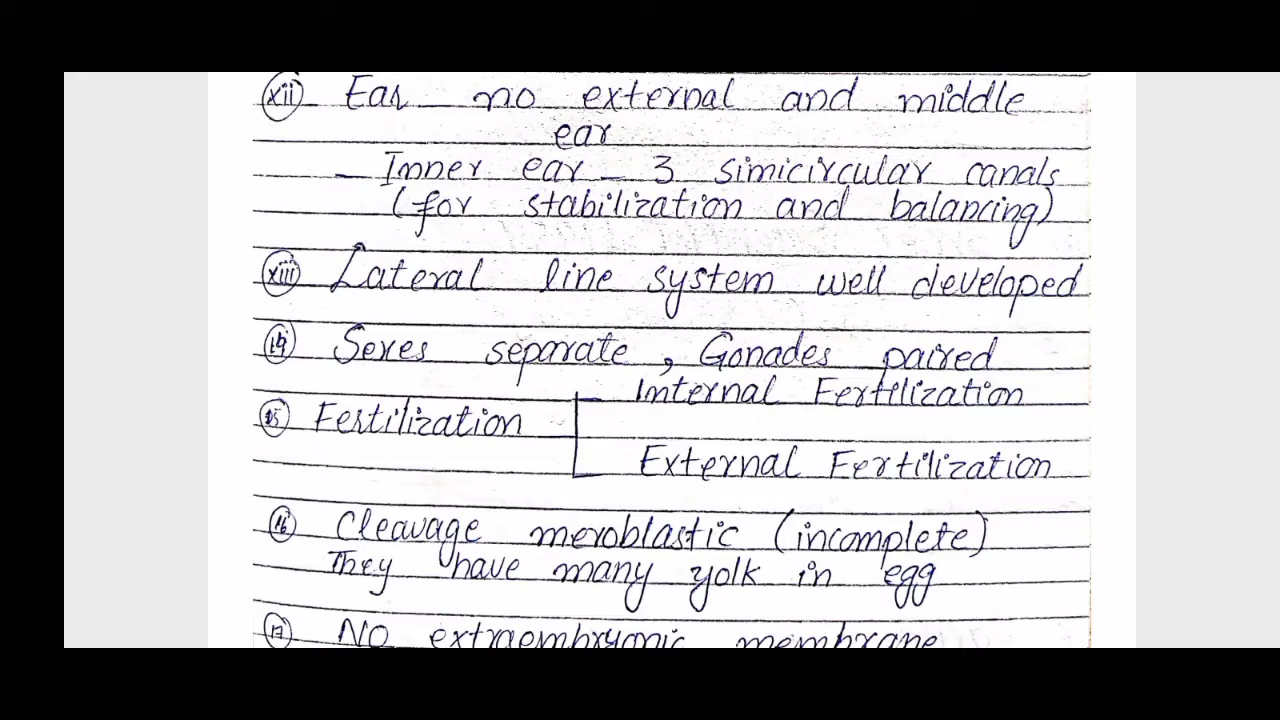 (xii) Ear - no external and middle
ear
- Inner ear - 3 simicircular canals
(for stabilization and balancing)
(xiii) Lateral line system well developed
(14) Sexes separate, Gonades paired
Internal Fertilization
(15) Fertilization
External Fertilization
(16) Cleavage meroblastic (incomplete)
They have many yolk in egg
(17) No extraembryonic membrane